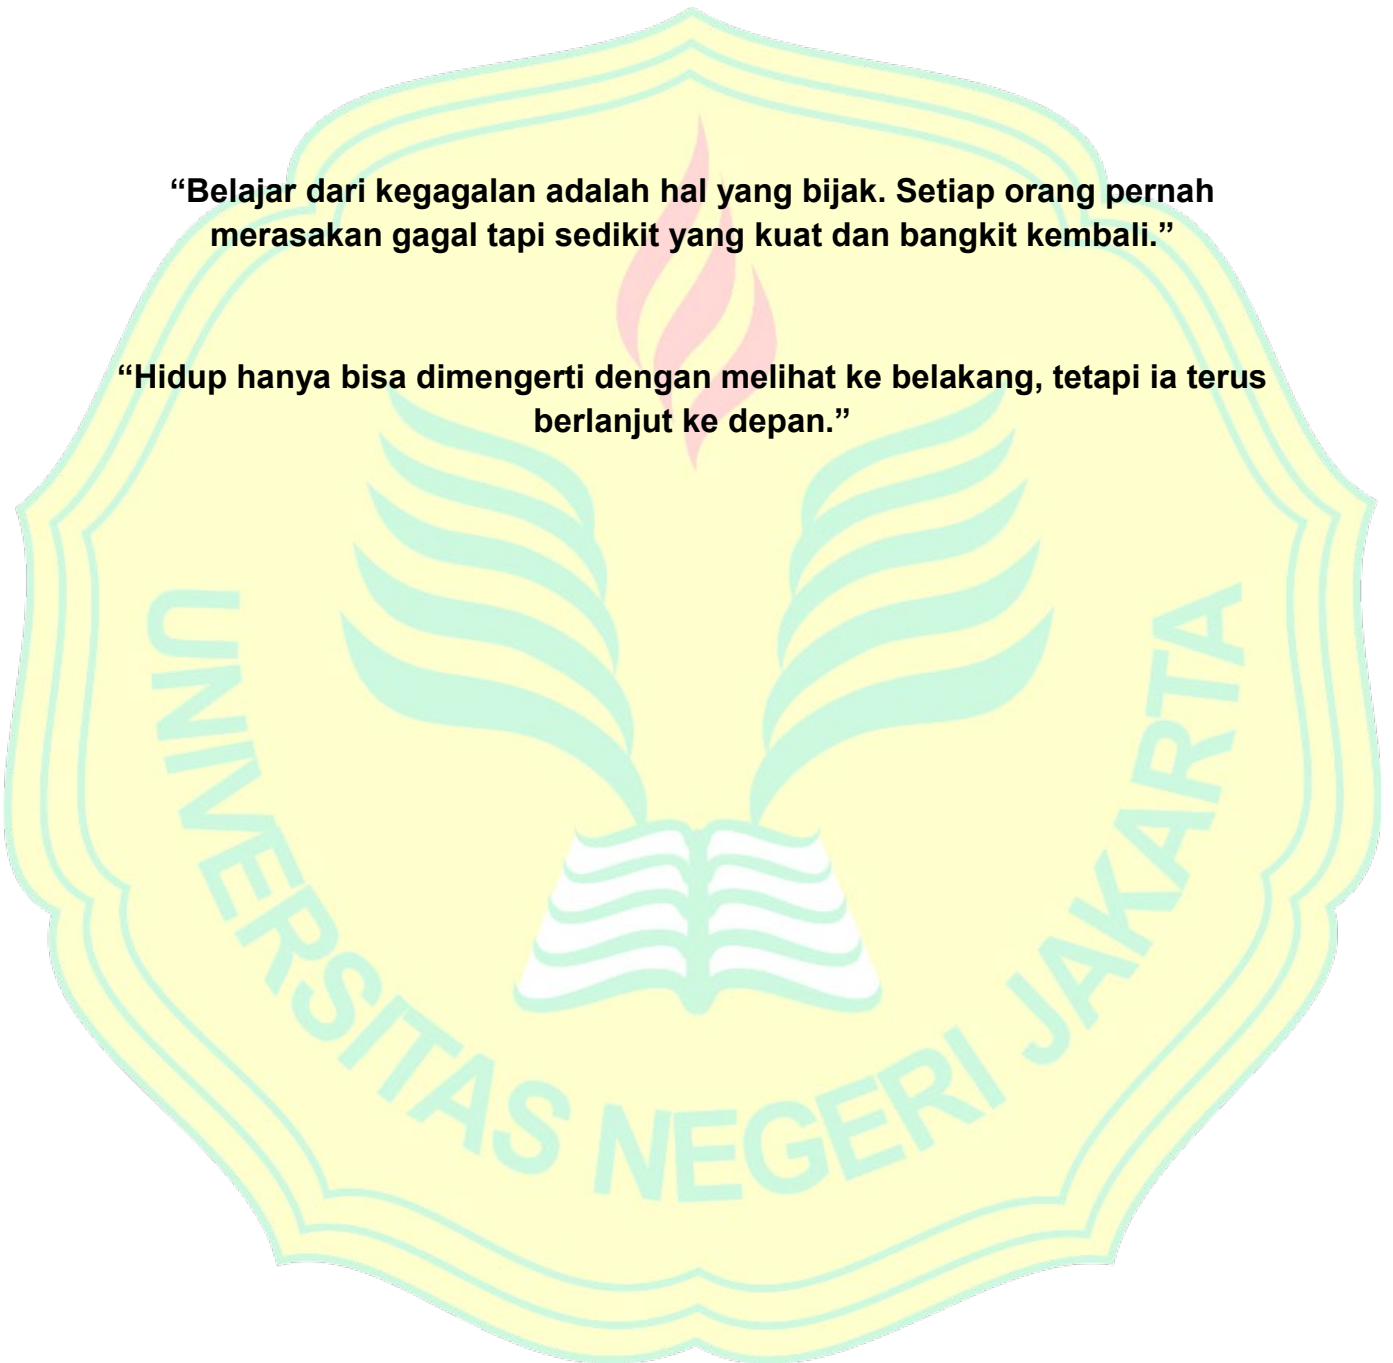 “Belajar dari kegagalan adalah hal yang bijak. Setiap orang pernah
merasakan gagal tapi sedikit yang kuat dan bangkit kembali.”
“Hidup hanya bisa dimengerti dengan melihat ke belakang, tetapi ia terus
berlanjut ke depan.”
UNIVERSITAS NEGERI JAKARTA